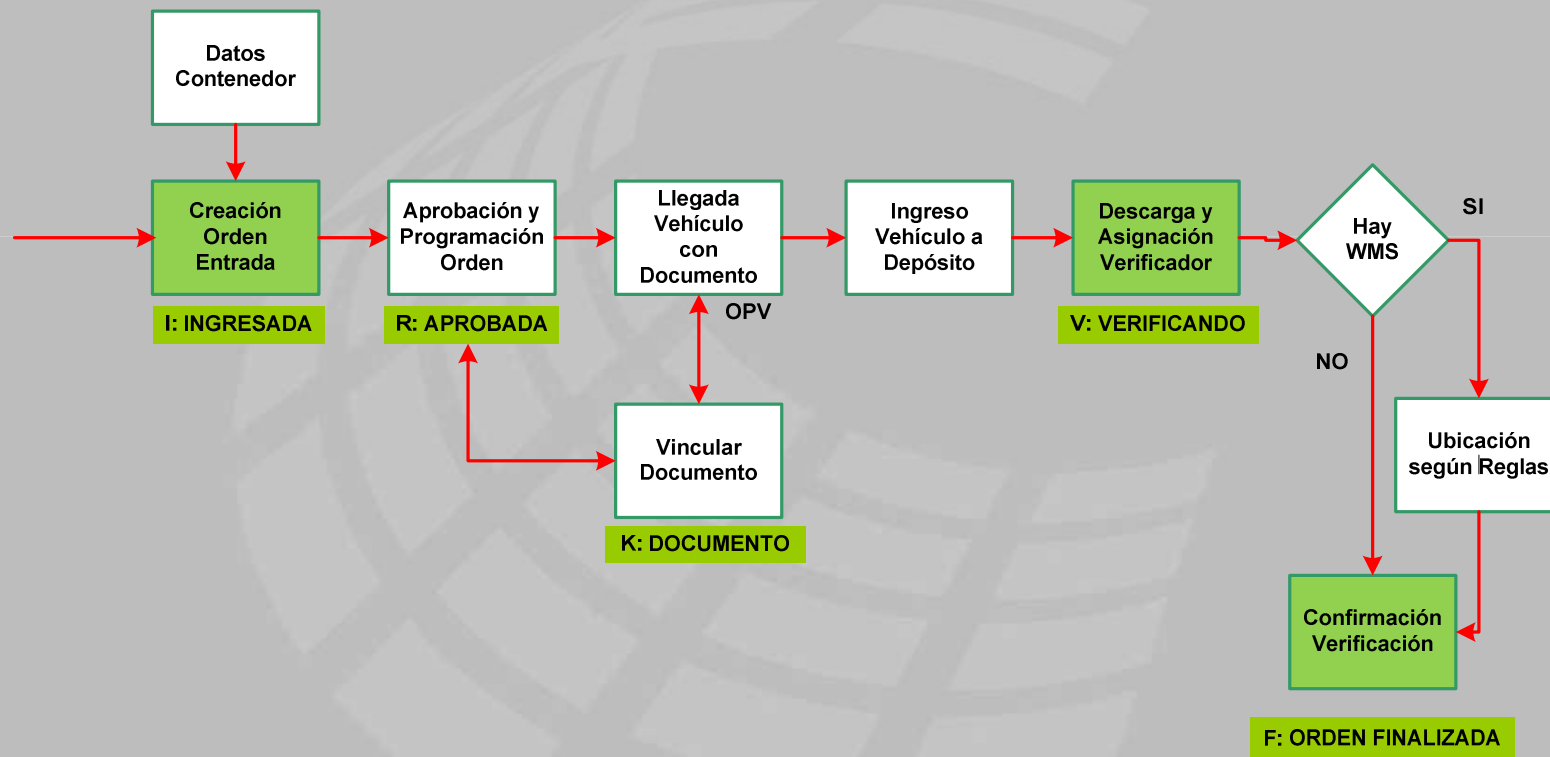 Datos
Contenedor
Creación
Orden
Entrada
I: INGRESADA
Aprobación y
Programación
Orden
R: APROBADA
Llegada
Vehículo
con
Documento
OPV
Vincular
Documento
K: DOCUMENTO
Ingreso
Vehículo a
Depósito
Descarga y
Asignación
Verificador
V: VERIFICANDO
Hay
WMS
SI
NO
Ubicación
según Reglas
Confirmación
Verificación
F: ORDEN FINALIZADA